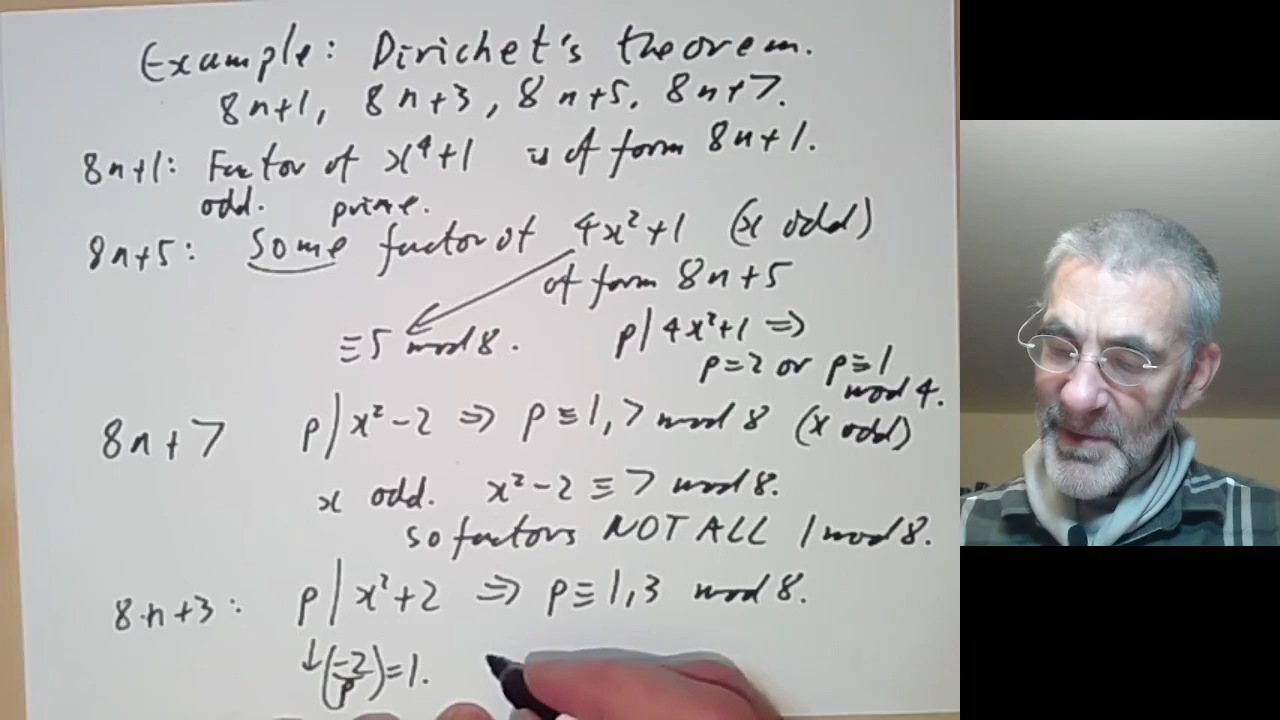 Example: Dirichet's theorem.
8n+1, 8n+3, 8n+5, 8n+7.
8n+1: Factor of x⁴+1 is of form 8n+1.
odd. prime.
8n+5: Some factor of 4x²+1 (x odd)
of form 8n+5
≡5 mod 8. p|4x²+1 ⇒
p=2 or p≡1
mod 4.
8n+7 p|x²-2 ⇒ p≡1,7 mod 8 (x odd)
x odd. x²-2≡7 mod 8.
so factors NOT ALL 1 mod 8.
8n+3: p|x²+2 ⇒ p≡1,3 mod 8.
↓(-2/p)=1.